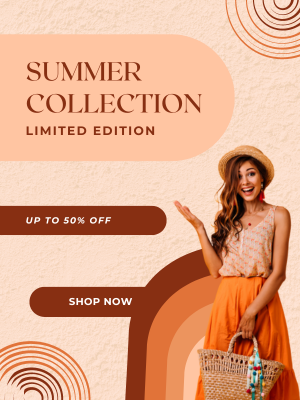 SUMMER
COLLECTION
LIMITED EDITION
UP TO 50% OFF
SHOP NOW